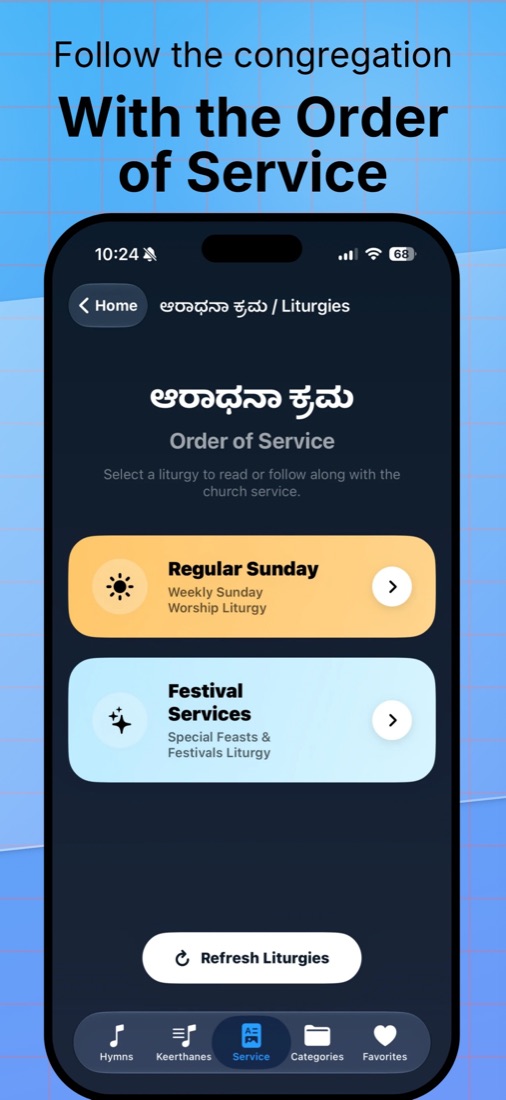 Follow the congregation
With the Order
of Service
10:24
68
Home
ಆರಾಧನಾ ಕ್ರಮ / Liturgies
ಆರಾಧನಾ ಕ್ರಮ
Order of Service
Select a liturgy to read or follow along with the
church service.
Regular Sunday
Weekly Sunday
Worship Liturgy
Festival
Services
Special Feasts &
Festivals Liturgy
Refresh Liturgies
Hymns
Keerthanes
Service
Categories
Favorites